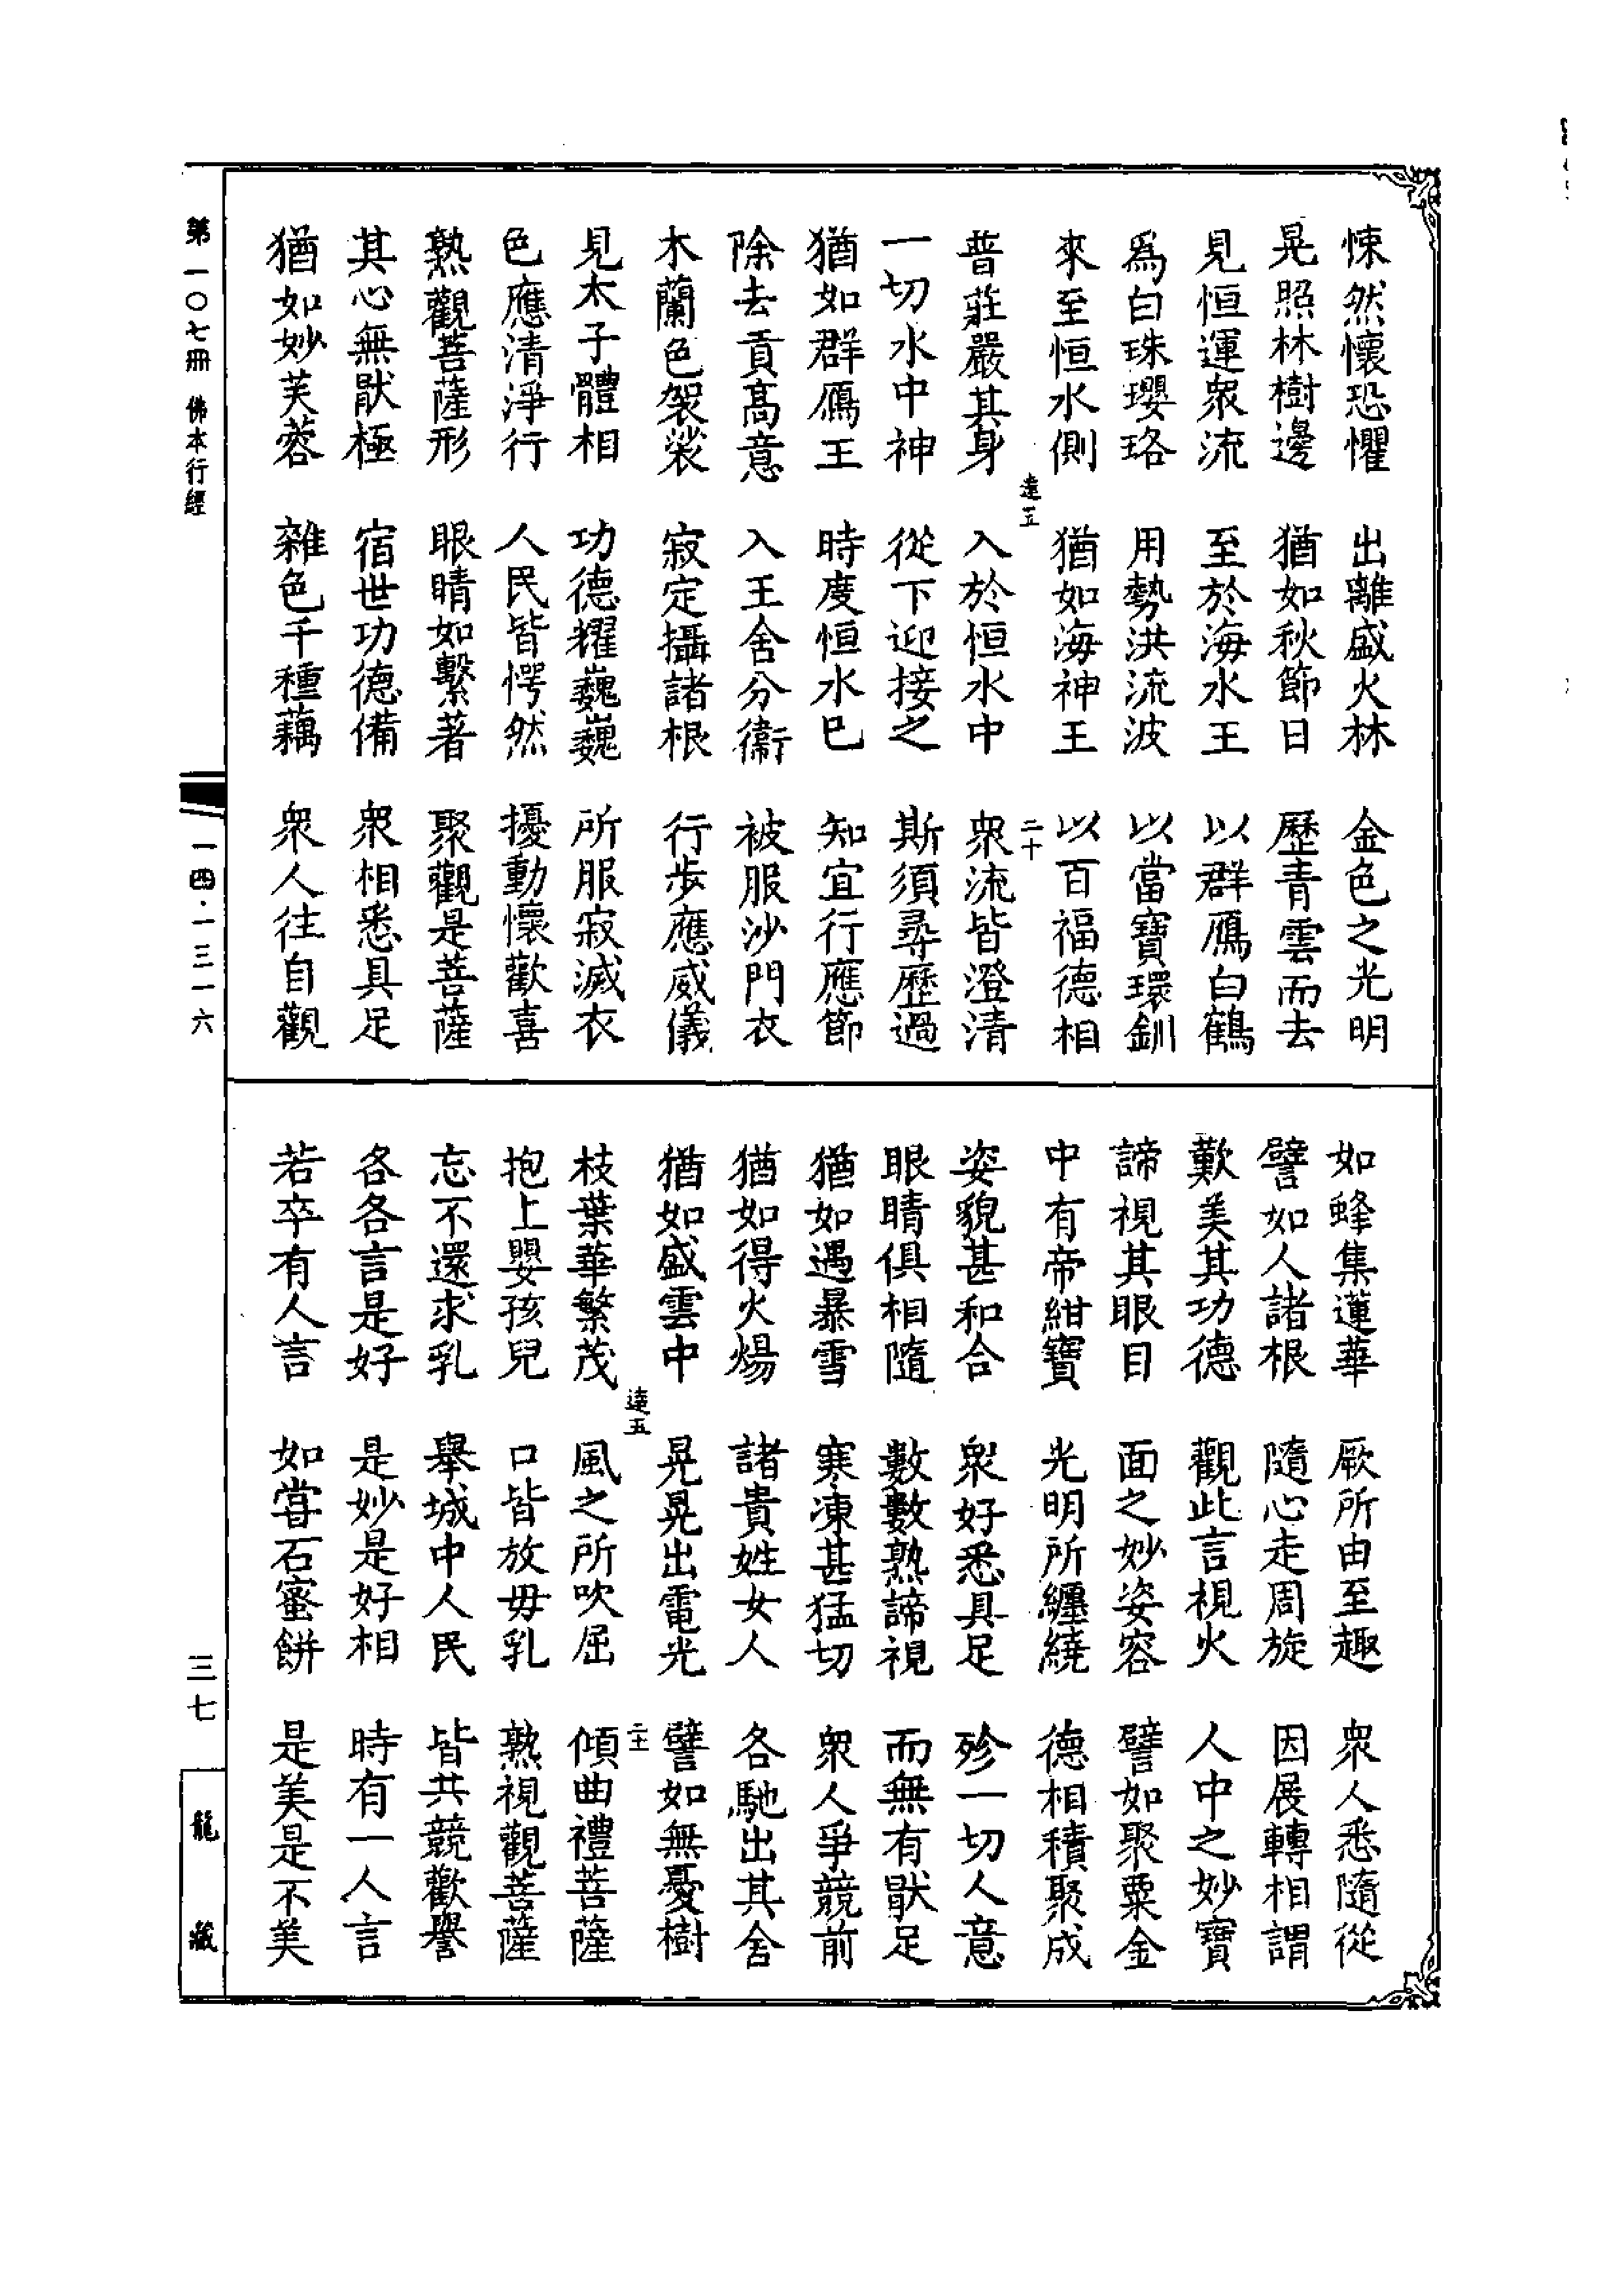 悚然懷恐懼　出離盛火林　金色之光明
晃照林樹邊　猶如秋節日　歷青雲而去
見恒運衆流　至於海水王　以群鴈白鶴
爲白珠瓔珞　用勢洪流波　以當寶環釧
來至恒水側　猶如海神王　以百福德相
達五　二十
普莊嚴其身　入於恒水中　衆流皆澄清
一切水中神　從下迎接之　斯須尋歷過
猶如群鴈王　時度恒水已　知宜行應節
除去貢高意　入王舍分衞　被服沙門衣
木蘭色袈裟　寂定攝諸根　行步應威儀
見太子體相　功德耀巍巍　所服寂滅衣
色應清淨行　人民皆愕然　擾動懷歡喜
熟觀菩薩形　眼睛如繫著　聚觀是菩薩
其心無猒極　宿世功德備　衆相悉具足
猶如妙芙蓉　雜色千種藕　衆人往自觀
如蜂集蓮華　厥所由至趣　衆人悉隨從
譬如人諸根　隨心走周旋　因展轉相謂
歎美其功德　觀此言視火　人中之妙寶
諦視其眼目　面之妙姿容　譬如聚粟金
中有帝紺寶　光明所纏繞　德相積聚成
姿貌甚和合　衆好悉具足　殄一切人意
眼睛俱相隨　數數熟諦視　而無有猒足
猶如遇暴雪　寒凍甚猛切　衆人爭競前
猶如得火煬　諸貴姓女人　各馳出其舍
猶如盛雲中　晃晃出電光　譬如無憂樹
達五　二十一
枝葉華繁茂　風之所吹屈　傾曲禮菩薩
抱上嬰孩兒　口皆放毋乳　熟視觀菩薩
忘不還求乳　舉城中人民　皆共競歡譽
各各言是好　是妙是好相　時有一人言
若卒有人言　如甞石蜜餅　是美是不美
第一〇七冊　佛本行經
一一四·一三一六
三七
龍藏